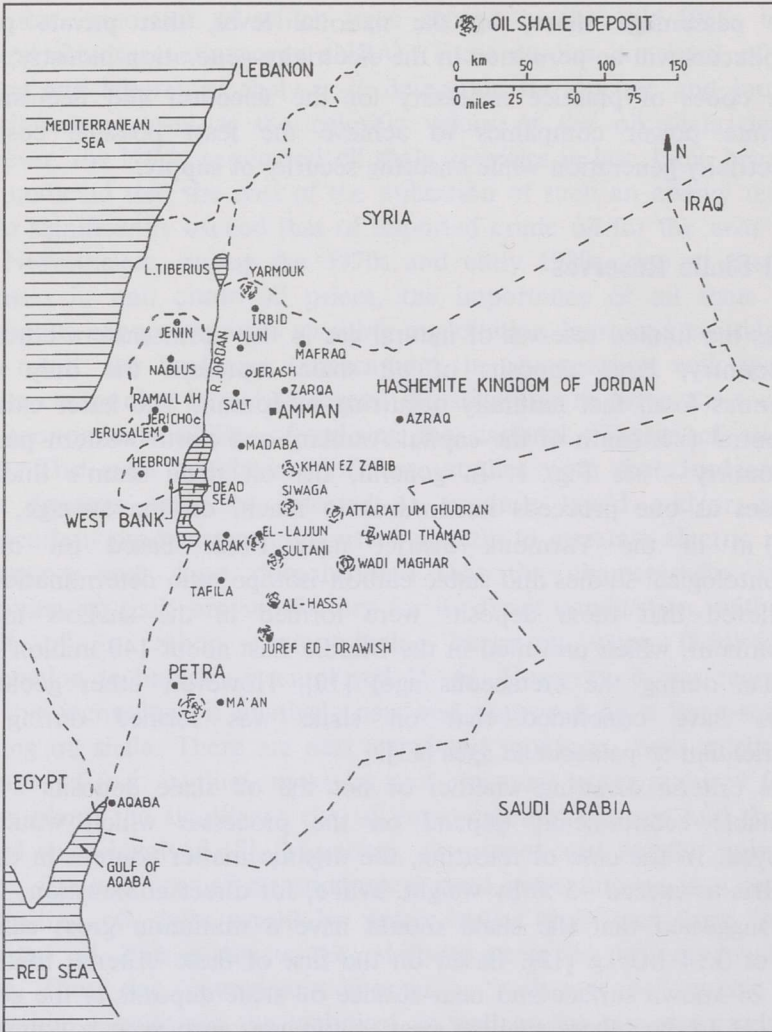 OILSHALE DEPOSIT
km
0 50 100 150
0 25 50 75
miles
N
LEBANON
MEDITERRANEAN
SEA
SYRIA
IRAQ
L. TIBERIUS
YARMOUK
IRBID
JENIN
AJLUN
MAFRAQ
R. JORDAN
NABLUS
JERASH
HASHEMITE KINGDOM OF JORDAN
ZARQA
RAMALLAH
SALT
JERICHO
AMMAN
AZRAQ
JERUSALEM
MADABA
HEBRON
KHAN EZ ZABIB
DEAD
SEA
SIWAGA
WEST BANK
ATTARAT UM GHUDRAN
EL-LAJJUN
WADI THAMAD
KARAK
SULTANI
WADI MAGHAR
TAFILA
AL-HASSA
JUREF ED-DRAWISH
PETRA
MA'AN
EGYPT
AQABA
SAUDI ARABIA
GULF OF
AQABA
RED SEA